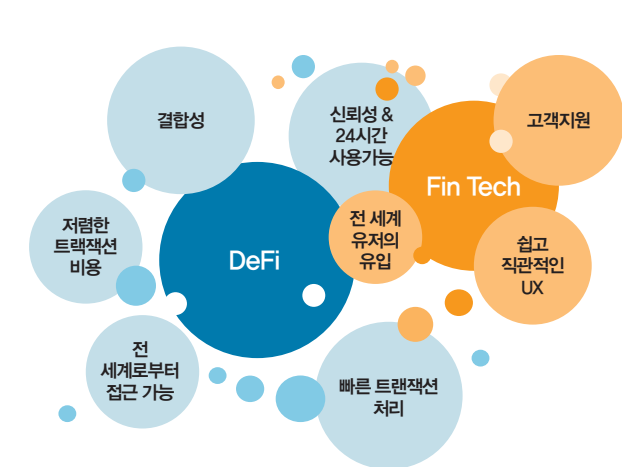 결합성
신뢰성 &
24시간
사용가능
고객지원
Fin Tech
저렴한
트랙잭션
비용
DeFi
전 세계
유저의
유입
쉽고
직관적인
UX
전
세계로부터
접근 가능
빠른 트랜잭션
처리